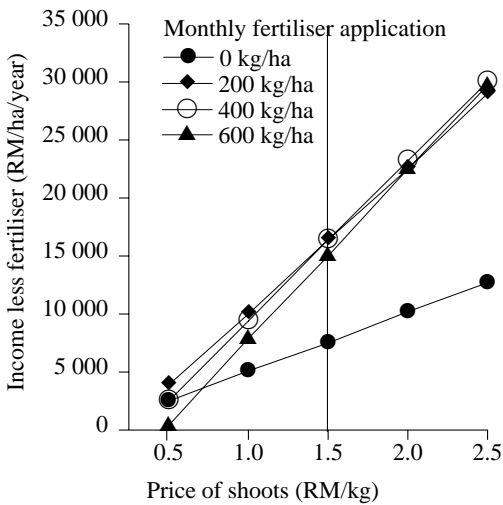 Monthly fertiliser application
0 kg/ha
200 kg/ha
400 kg/ha
600 kg/ha
Income less fertiliser (RM/ha/year)
35 000
30 000
25 000
20 000
15 000
10 000
5 000
0
0.5 1.0 1.5 2.0 2.5
Price of shoots (RM/kg)